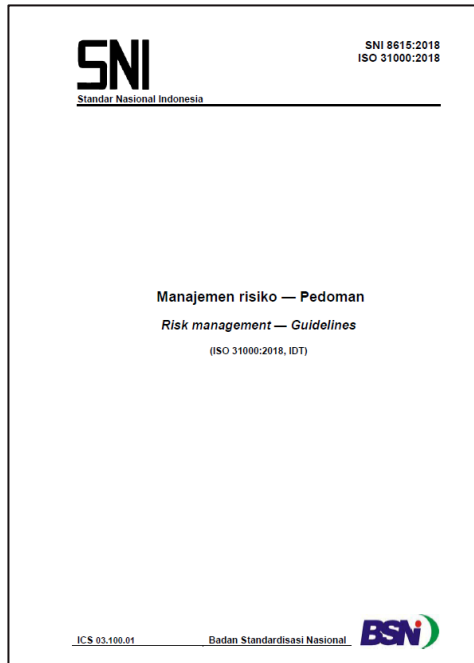 SNI
Standar Nasional Indonesia
SNI 8615:2018
ISO 31000:2018
Manajemen risiko — Pedoman
Risk management — Guidelines
(ISO 31000:2018, IDT)
ICS 03.100.01
Badan Standardisasi Nasional
BSN